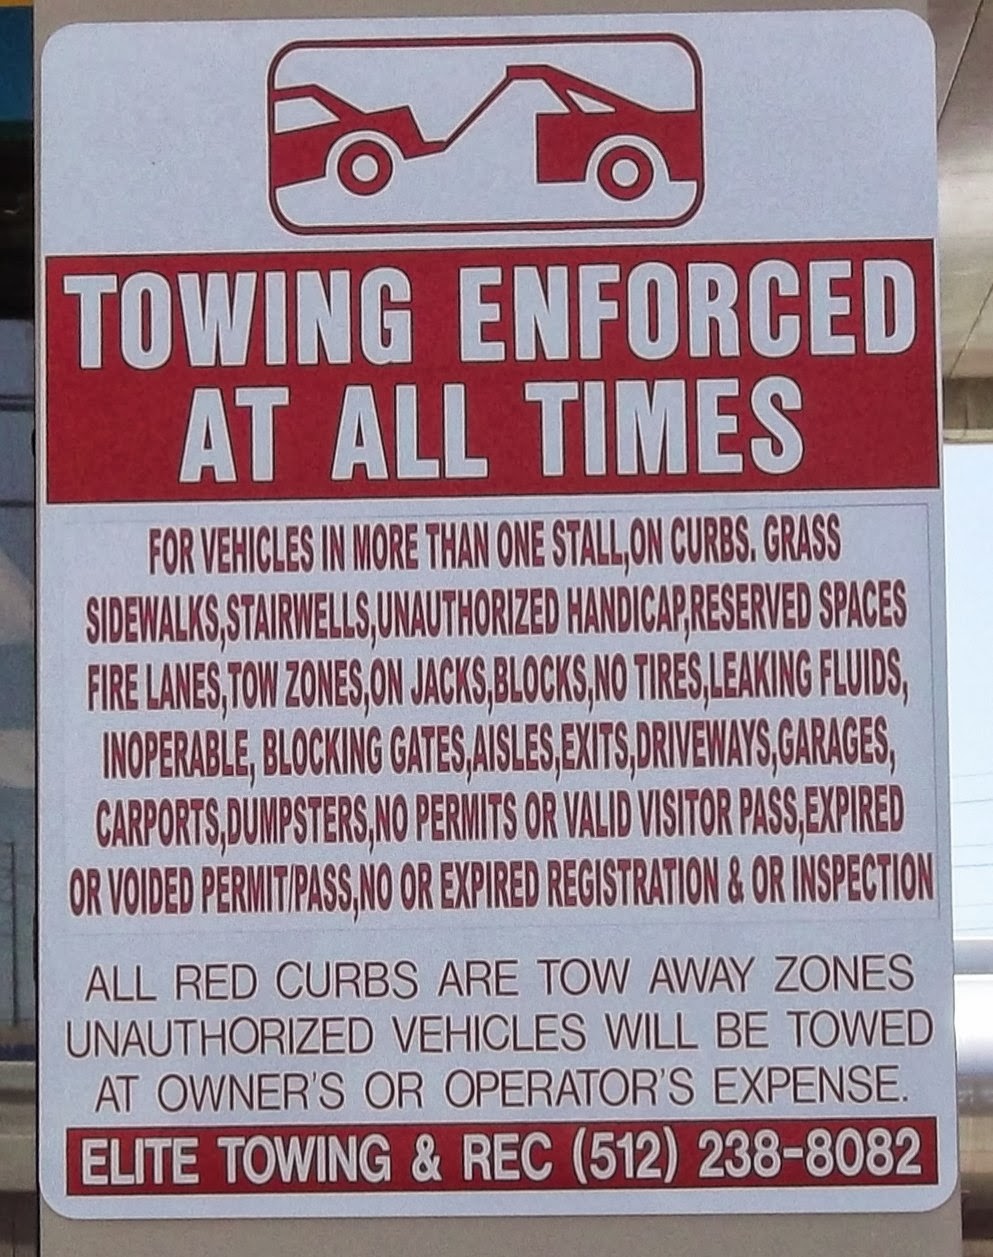 TOWING ENFORCED
AT ALL TIMES
FOR VEHICLES IN MORE THAN ONE STALL,ON CURBS. GRASS
SIDEWALKS,STAIRWELLS,UNAUTHORIZED HANDICAP,RESERVED SPACES
FIRE LANES,TOW ZONES,ON JACKS,BLOCKS,NO TIRES,LEAKING FLUIDS,
INOPERABLE, BLOCKING GATES,AISLES,EXITS,DRIVEWAYS,GARAGES,
CARPORTS,DUMPSTERS,NO PERMITS OR VALID VISITOR PASS,EXPIRED
OR VOIDED PERMIT/PASS,NO OR EXPIRED REGISTRATION & OR INSPECTION
ALL RED CURBS ARE TOW AWAY ZONES
UNAUTHORIZED VEHICLES WILL BE TOWED
AT OWNER'S OR OPERATOR'S EXPENSE.
ELITE TOWING & REC (512) 238-8082